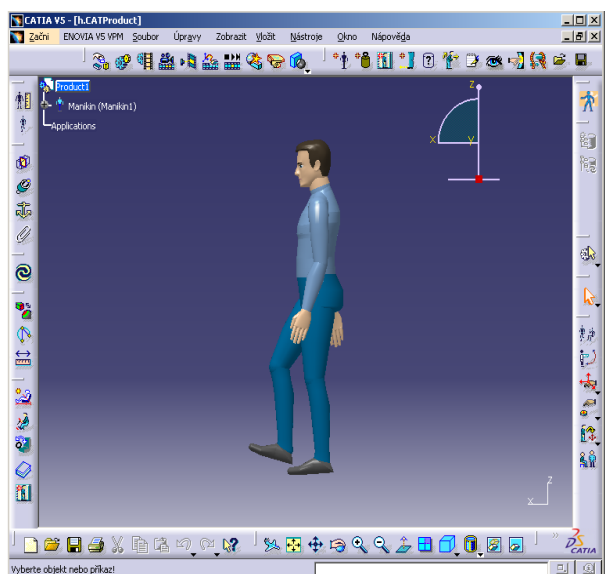 CATIA V5 - [h.CATProduct]
Začni ENOVIA V5 VPM Soubor Úpravy Zobrazit Vložit Nástroje Okno Nápověda
Product1
Manikin (Manikin1)
Applications
z
x y
z
x
CATIA
Vyberte objekt nebo příkaz!